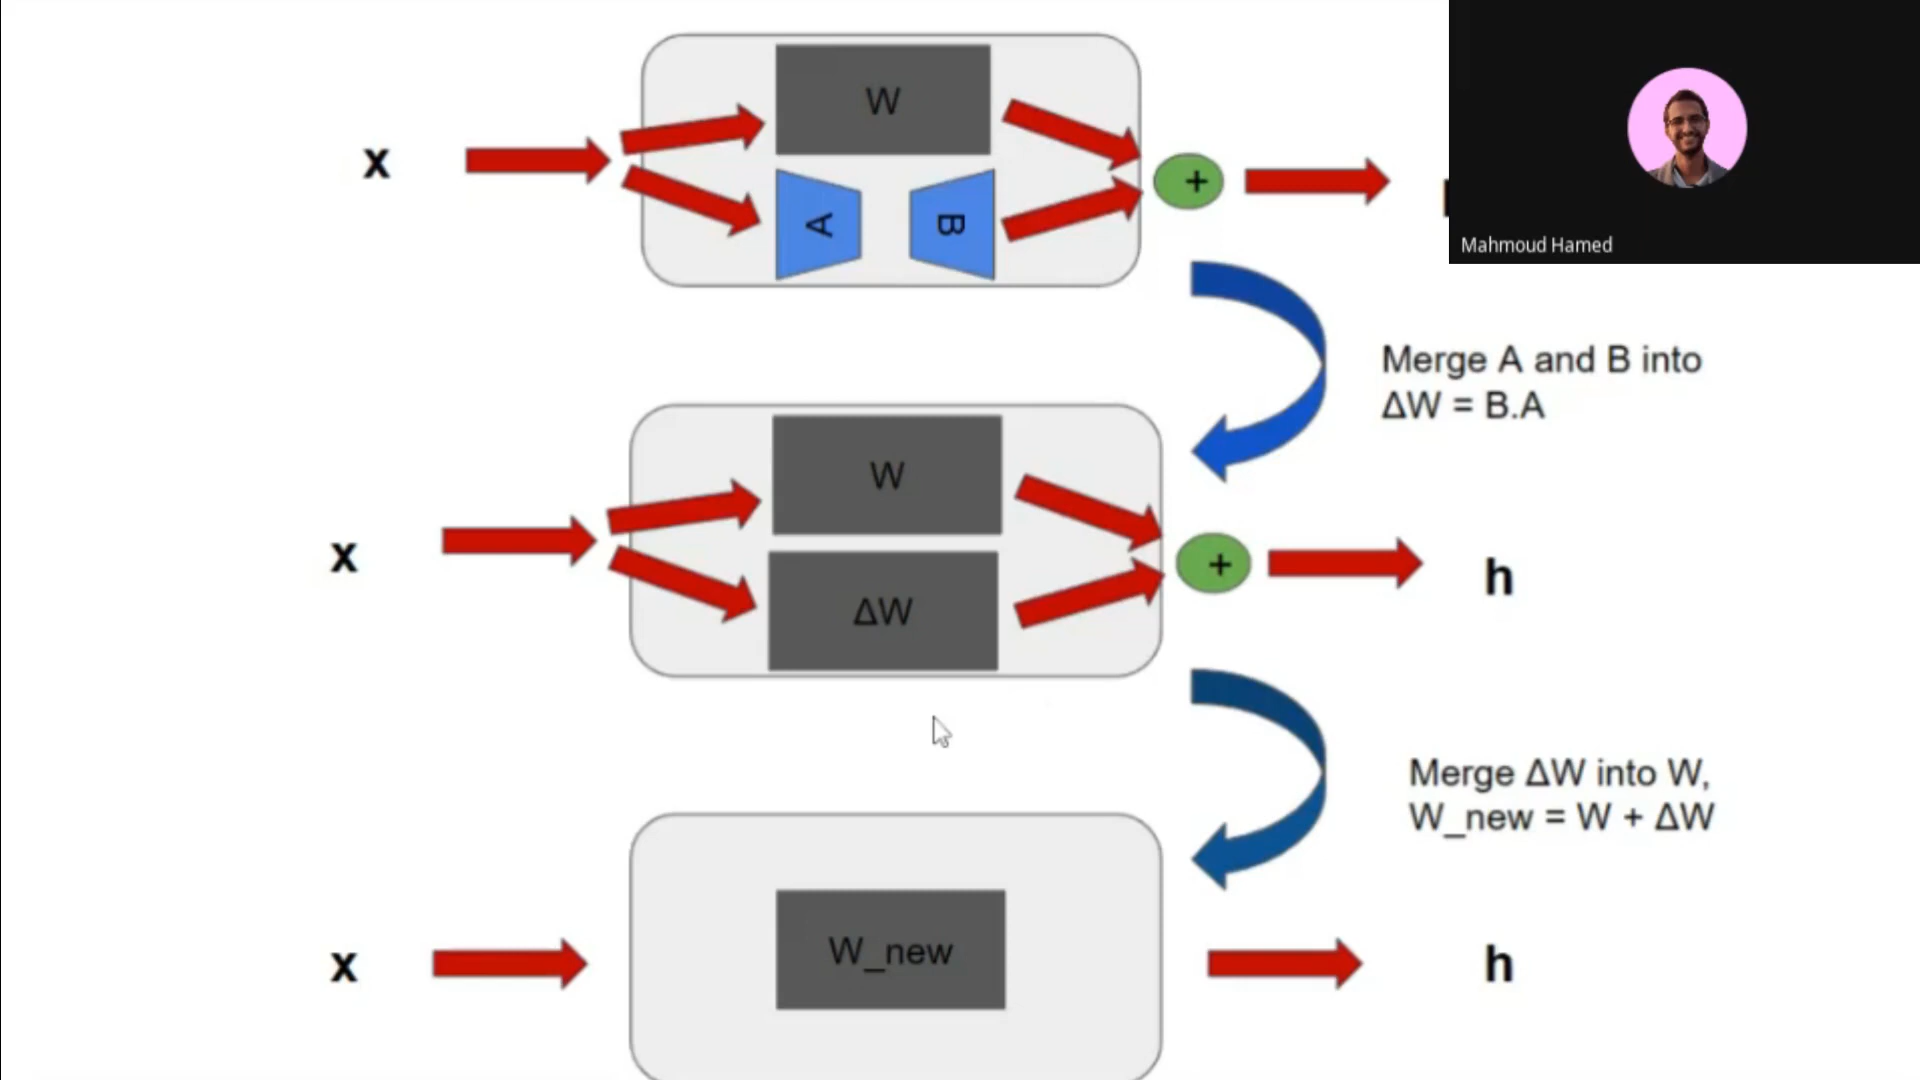 W
x
A
B
+
Mahmoud Hamed
Merge A and B into
ΔW = B.A
W
x
ΔW
+
h
Merge ΔW into W,
W_new = W + ΔW
x
W_new
h